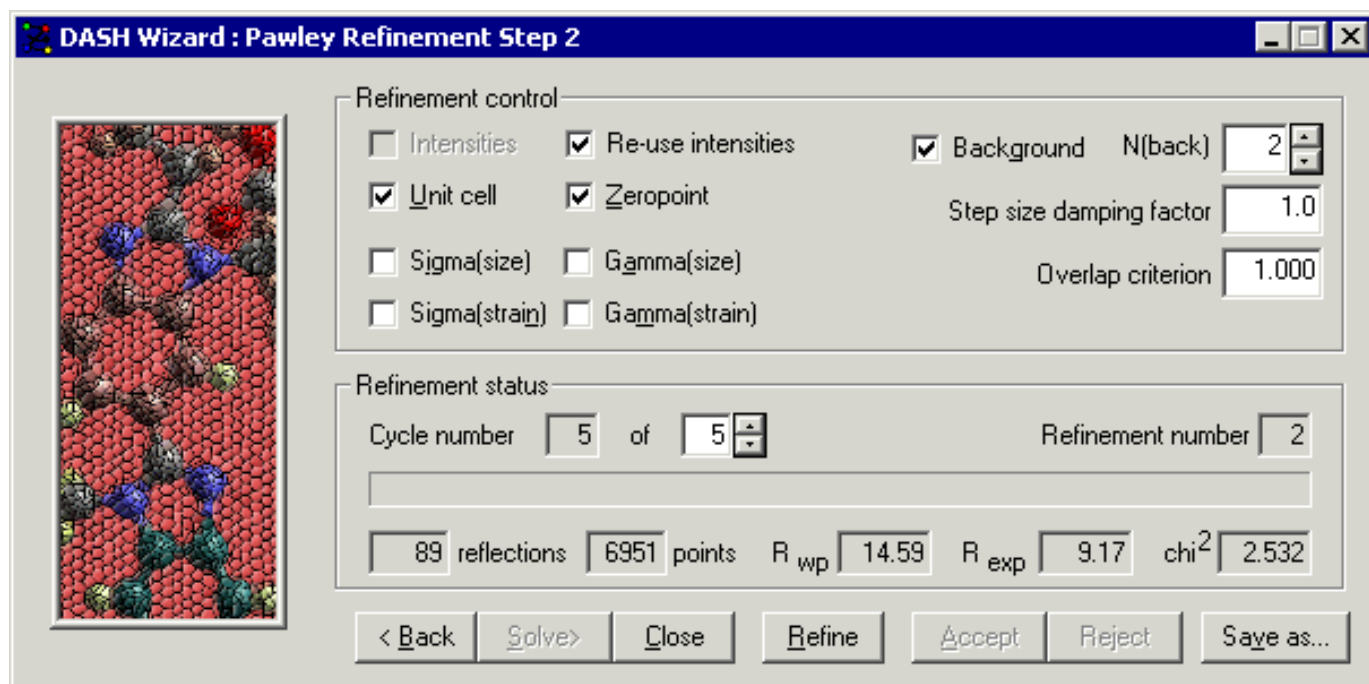 DASH Wizard : Pawley Refinement Step 2
Refinement control
Intensities Re-use intensities Background N(back) 2
Unit cell Zeropoint Step size damping factor 1.0
Sigma(size) Gamma(size) Overlap criterion 1.000
Sigma(strain) Gamma(strain)
Refinement status
Cycle number 5 of 5 Refinement number 2
89 reflections 6951 points R wp 14.59 R exp 9.17 chi2 2.532
< Back Solve> Close Refine Accept Reject Save as...